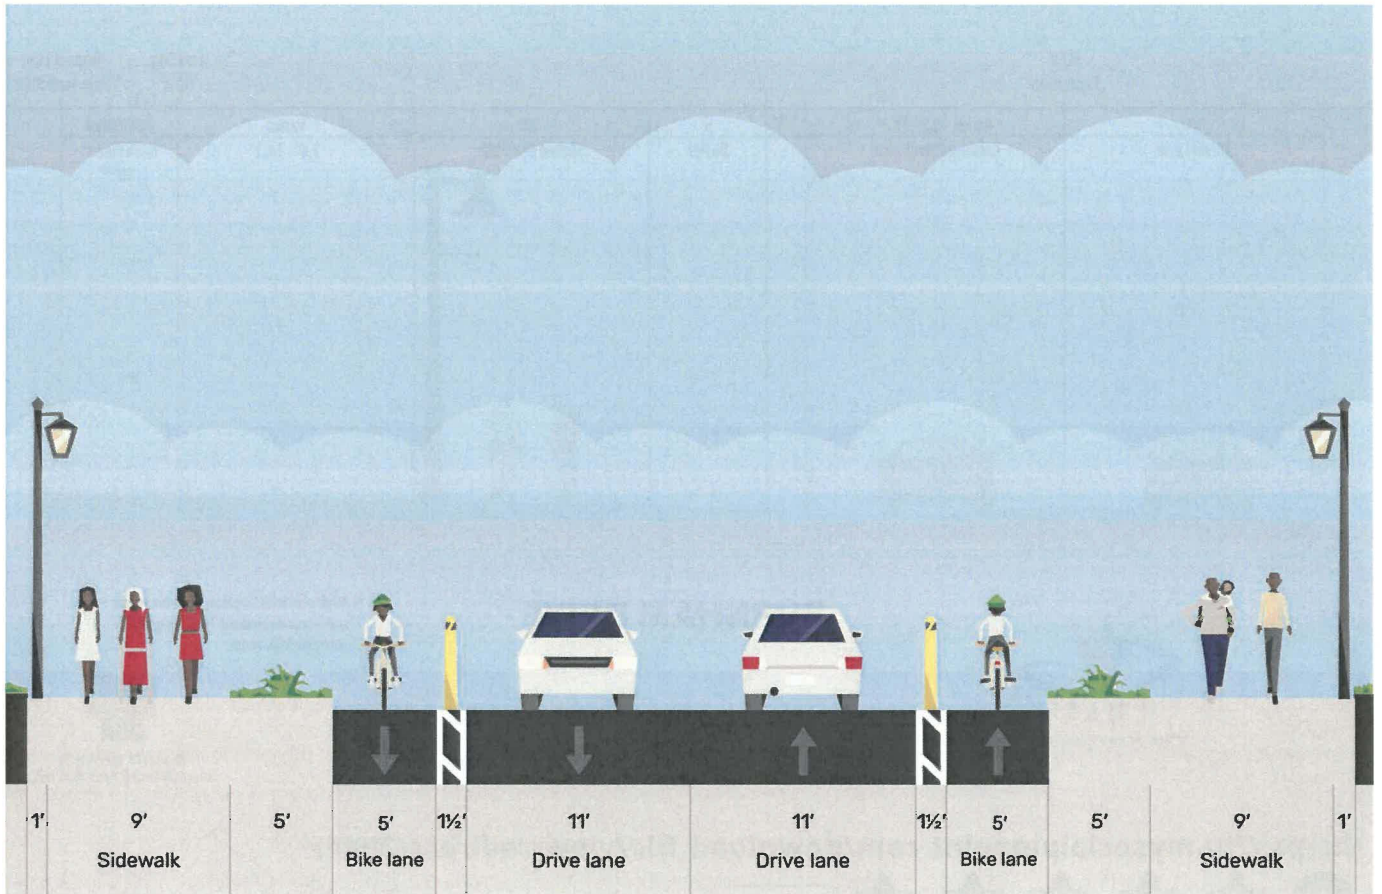 1' 9' 5' 5' 1½' 11' 11' 1½' 5' 5' 9' 1'
Sidewalk Bike lane Drive lane Drive lane Bike lane Sidewalk